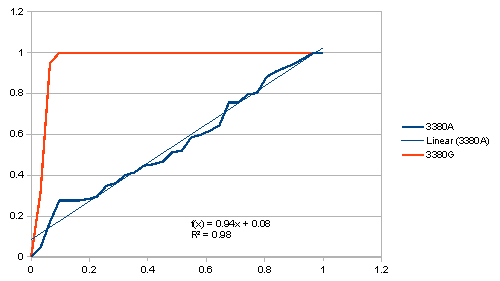 1.2
1
0.8
0.6
0.4
0.2
0
0 0.2 0.4 0.6 0.8 1 1.2
f(x) = 0.94x + 0.08
R² = 0.98
3380A
Linear (3380A)
3380G